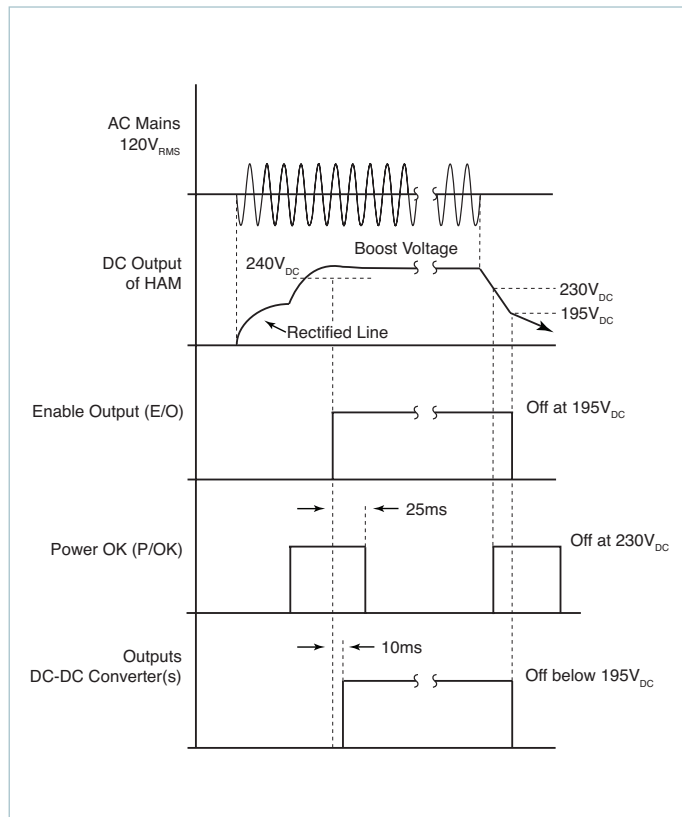 AC Mains
120V_RMS
DC Output
of HAM
240V_DC
Boost Voltage
Rectified Line
230V_DC
195V_DC
Enable Output (E/O)
Off at 195V_DC
25ms
Power OK (P/OK)
Off at 230V_DC
10ms
Outputs
DC-DC Converter(s)
Off below 195V_DC